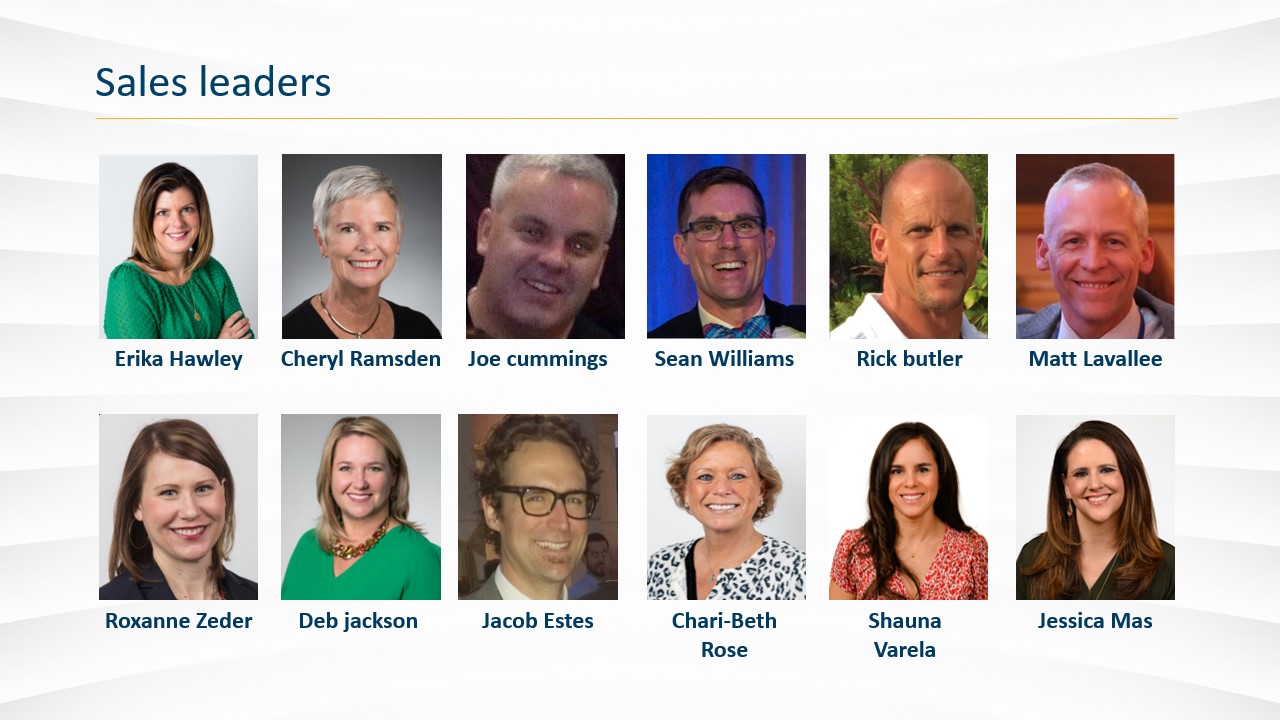 Sales leaders
Erika Hawley
Cheryl Ramsden
Joe cummings
Sean Williams
Rick butler
Matt Lavallee
Roxanne Zeder
Deb jackson
Jacob Estes
Chari-Beth
Rose
Shauna
Varela
Jessica Mas